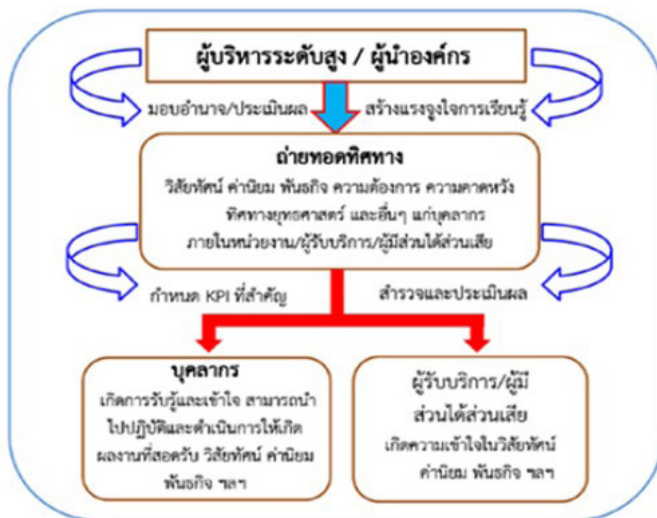 ผู้บริหารระดับสูง / ผู้นำองค์กร
มอบอำนาจ/ประเมินผล
สร้างแรงจูงใจการเรียนรู้
ถ่ายทอดทิศทาง
วิสัยทัศน์ ค่านิยม พันธกิจ ความต้องการ ความคาดหวัง
ทิศทางยุทธศาสตร์ และอื่นๆ แก่บุคลากร
ภายในหน่วยงาน/ผู้รับบริการ/ผู้มีส่วนได้ส่วนเสีย
กำหนด KPI ที่สำคัญ
สำรวจและประเมินผล
บุคลากร
เกิดการรับรู้และเข้าใจ สามารถนำ
ไปปฏิบัติและดำเนินการให้เกิด
ผลงานที่สอดรับ วิสัยทัศน์ ค่านิยม
พันธกิจ ฯลฯ
ผู้รับบริการ/ผู้มี
ส่วนได้ส่วนเสีย
เกิดความเข้าใจในวิสัยทัศน์
ค่านิยม พันธกิจ ฯลฯ